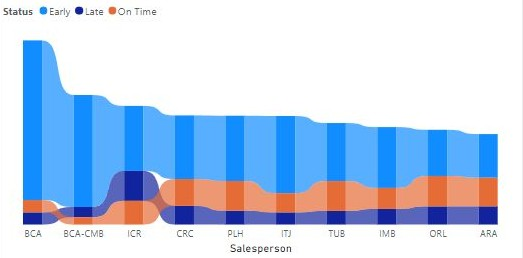 Status Early Late On Time
BCA BCA-CMB ICR CRC PLH ITJ TUB IMB ORL ARA
Salesperson